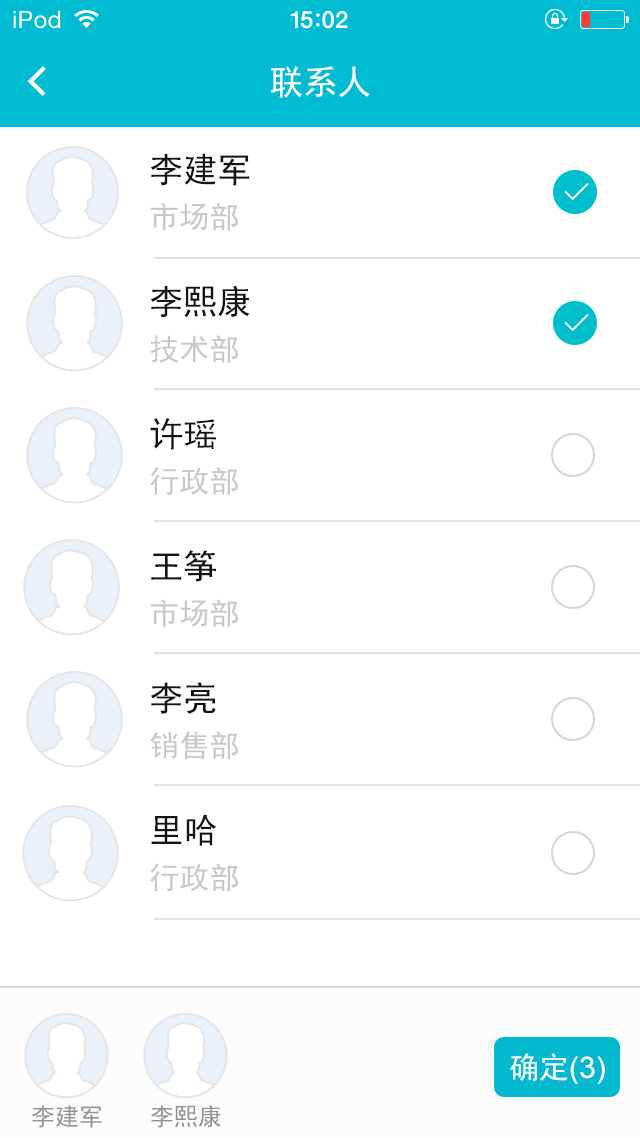 iPod 15:02
联系人
李建军
市场部
李熙康
技术部
许瑶
行政部
王筝
市场部
李亮
销售部
里哈
行政部
李建军 李熙康
确定(3)